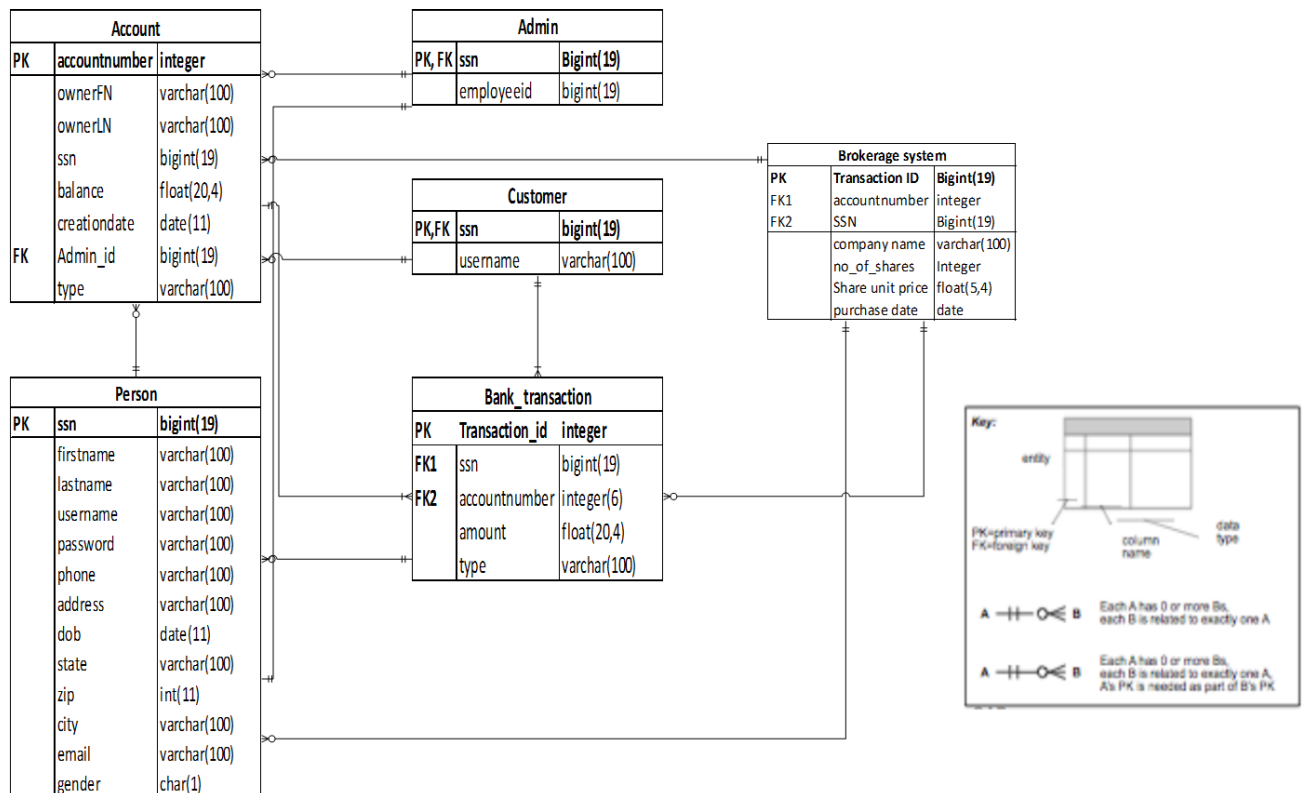 Account
PK accountnumber integer
ownerFN varchar(100)
ownerLN varchar(100)
ssn bigint(19)
balance float(20,4)
creationdate date(11)
FK Admin_id bigint(19)
type varchar(100)
Admin
PK, FK ssn Bigint(19)
employeeid bigint(19)
Customer
PK,FK ssn bigint(19)
username varchar(100)
Brokerage system
PK Transaction ID Bigint(19)
FK1 accountnumber integer
FK2 SSN Bigint(19)
company name varchar(100)
no_of_shares Integer
Share unit price float(5,4)
purchase date date
Person
PK ssn bigint(19)
firstname varchar(100)
lastname varchar(100)
username varchar(100)
password varchar(100)
phone varchar(100)
address varchar(100)
dob date(11)
state varchar(100)
zip int(11)
city varchar(100)
email varchar(100)
gender char(1)
Bank_transaction
PK Transaction_id integer
FK1 ssn bigint(19)
FK2 accountnumber integer(6)
amount float(20,4)
type varchar(100)
Key:
entity
PK=primary key
FK=foreign key
column
name
data
type
A B Each A has 0 or more Bs,
each B is related to exactly one A
A B Each A has 0 or more Bs,
each B is related to exactly one A,
A's PK is needed as part of B's PK